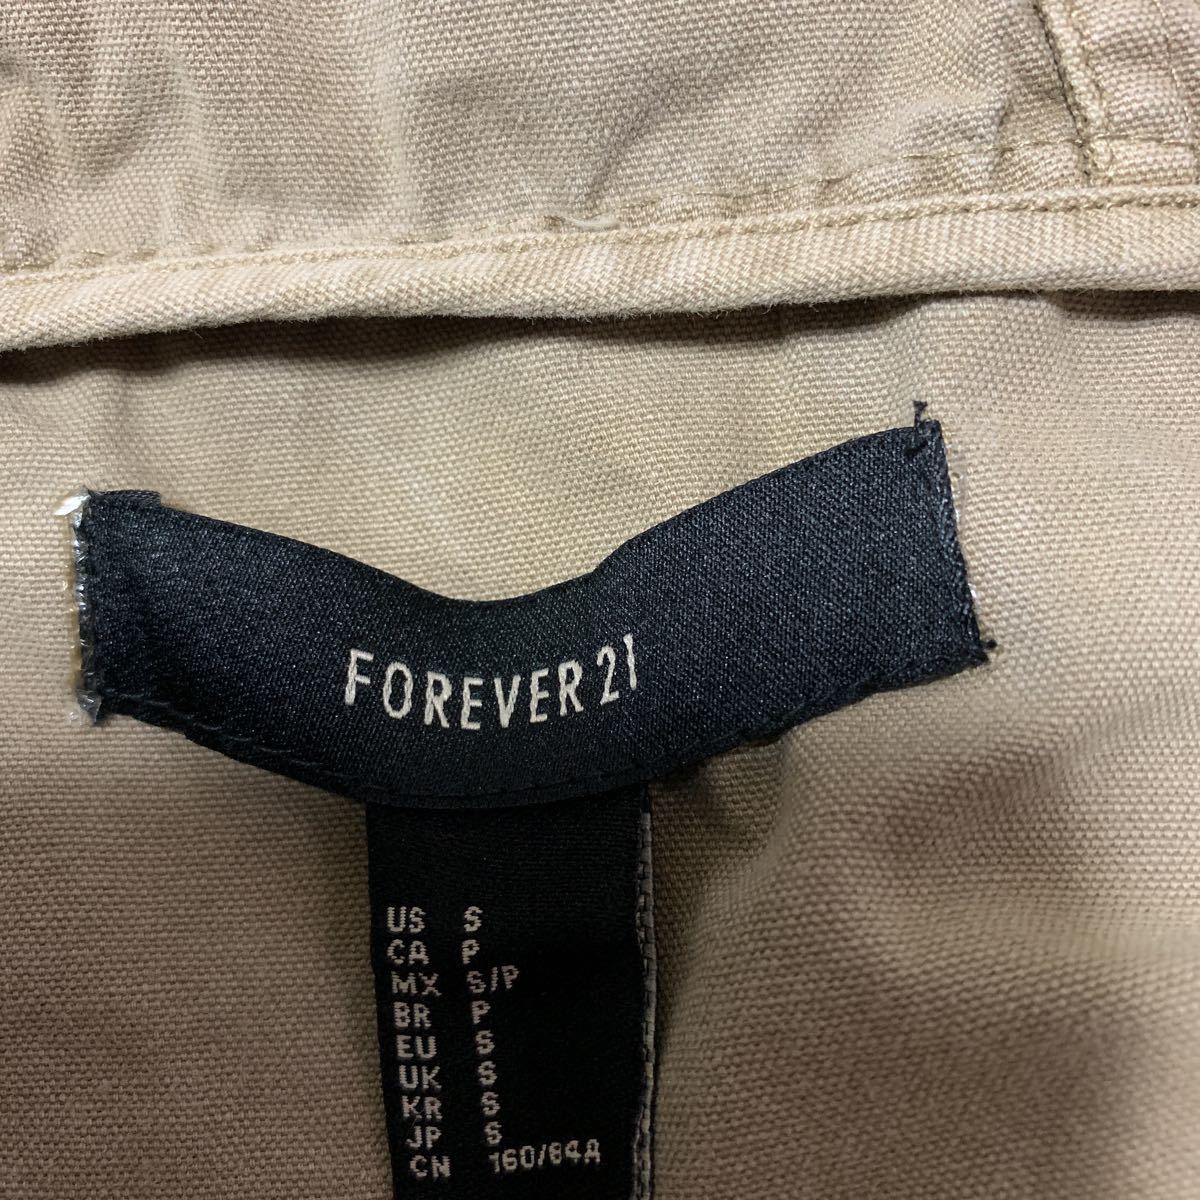 FOREVER 21
US S
CA P
MX S/P
BR P
EU S
UK S
KR S
JP S
CN 160/84A